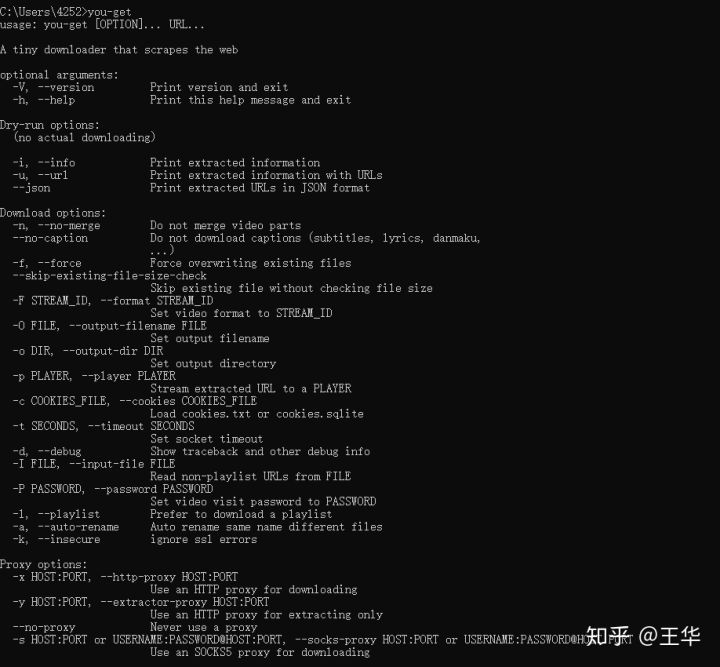 C:\Users\4252>you-get
usage: you-get [OPTION]... URL...

A tiny downloader that scrapes the web

optional arguments:
  -V, --version         Print version and exit
  -h, --help            Print this help message and exit

Dry-run options:
  (no actual downloading)

  -i, --info            Print extracted information
  -u, --url             Print extracted information with URLs
  --json                Print extracted URLs in JSON format

Download options:
  -n, --no-merge        Do not merge video parts
  --no-caption          Do not download captions (subtitles, lyrics, danmaku,
                        ...)
  -f, --force           Force overwriting existing files
  --skip-existing-file-size-check
                        Skip existing file without checking file size
  -F STREAM_ID, --format STREAM_ID
                        Set video format to STREAM_ID
  -O FILE, --output-filename FILE
                        Set output filename
  -o DIR, --output-dir DIR
                        Set output directory
  -p PLAYER, --player PLAYER
                        Stream extracted URL to a PLAYER
  -c COOKIES_FILE, --cookies COOKIES_FILE
                        Load cookies.txt or cookies.sqlite
  -t SECONDS, --timeout SECONDS
                        Set socket timeout
  -d, --debug           Show traceback and other debug info
  -I FILE, --input-file FILE
                        Read non-playlist URLs from FILE
  -P PASSWORD, --password PASSWORD
                        Set video visit password to PASSWORD
  -l, --playlist        Prefer to download a playlist
  -a, --auto-rename     Auto rename same name different files
  -k, --insecure        ignore ssl errors

Proxy options:
  -x HOST:PORT, --http-proxy HOST:PORT
                        Use an HTTP proxy for downloading
  -y HOST:PORT, --extractor-proxy HOST:PORT
                        Use an HTTP proxy for extracting only
  --no-proxy            Never use a proxy
  -s HOST:PORT or USERNAME:PASSWORD@HOST:PORT, --socks-proxy HOST:PORT or USERNAME:PASSWORD@HOST:PORT
                        Use an SOCKS5 proxy for downloading
知乎 @王华